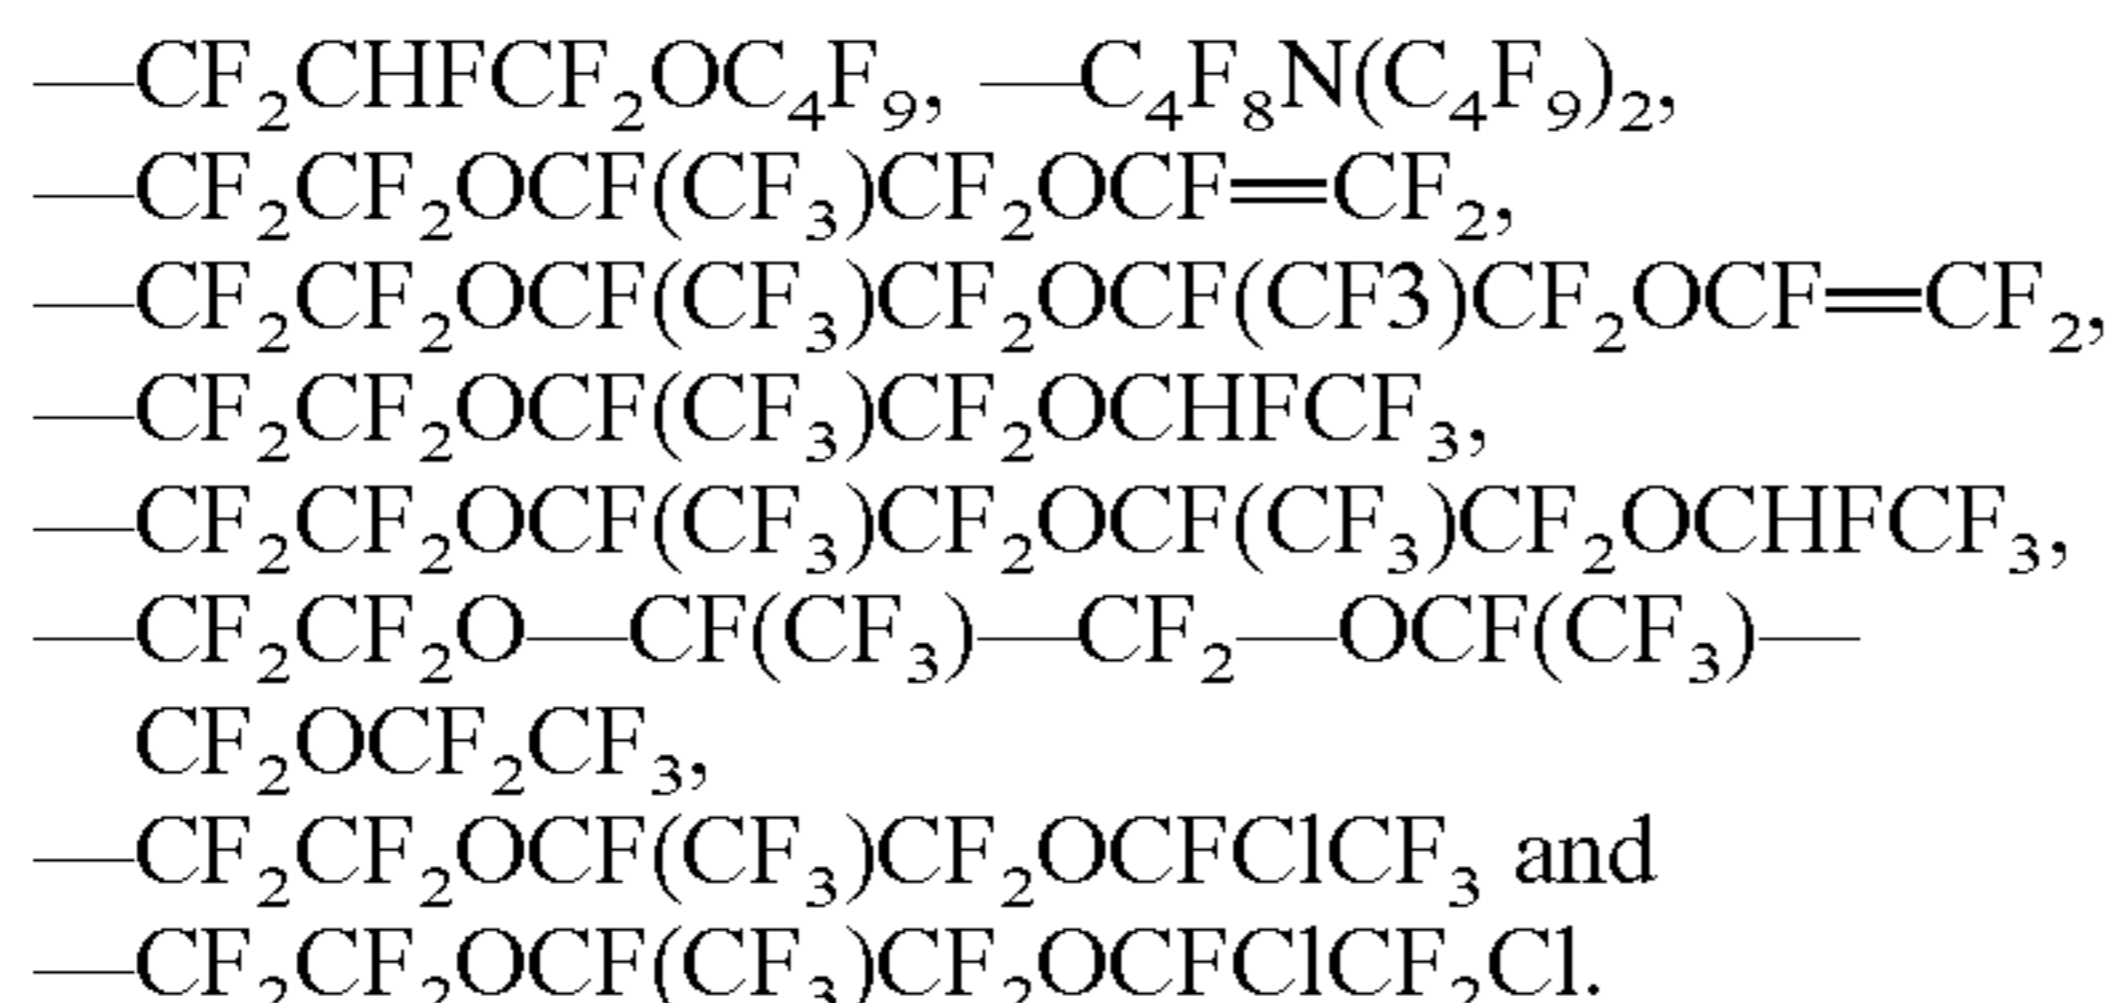 —CF₂CHFCF₂OC₄F₉, —C₄F₈N(C₄F₉)₂,
—CF₂CF₂OCF(CF₃)CF₂OCF=CF₂,
—CF₂CF₂OCF(CF₃)CF₂OCF(CF3)CF₂OCF=CF₂,
—CF₂CF₂OCF(CF₃)CF₂OCHFCF₃,
—CF₂CF₂OCF(CF₃)CF₂OCF(CF₃)CF₂OCHFCF₃,
—CF₂CF₂O—CF(CF₃)—CF₂—OCF(CF₃)—
CF₂OCF₂CF₃,
—CF₂CF₂OCF(CF₃)CF₂OCFClCF₃ and
—CF₂CF₂OCF(CF₃)CF₂OCFClCF₂Cl.